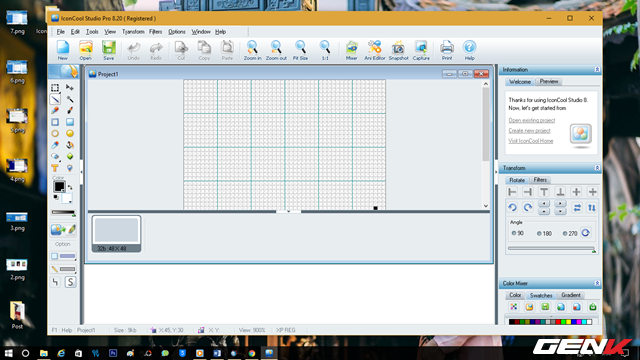 7.png
IconCool Studio Pro 8.20 ( Registered )
File Edit Tools View Transform Filters Options Window Help
New Open Save Undo Redo Cut Copy Paste Zoom in Zoom out Fit Size 1:1 Mixer Ani Editor Snapshot Capture Print Help
Project1
Information
Welcome Preview
Thanks for using IconCool Studio 8.
Now, let's get started from
Open existing project
Create new project
Visit IconCool Home
6.png
5.png
4.png
3.png
2.png
Post
Color
Option
Transform
Rotate Filters
Angle
90 180 270
32b :48 X 48
Color Mixer
Color Swatches Gradient
F1 Help Project1 Size : 9kb X:45, Y:30 X: Y: View: 900% XP REG
GENK